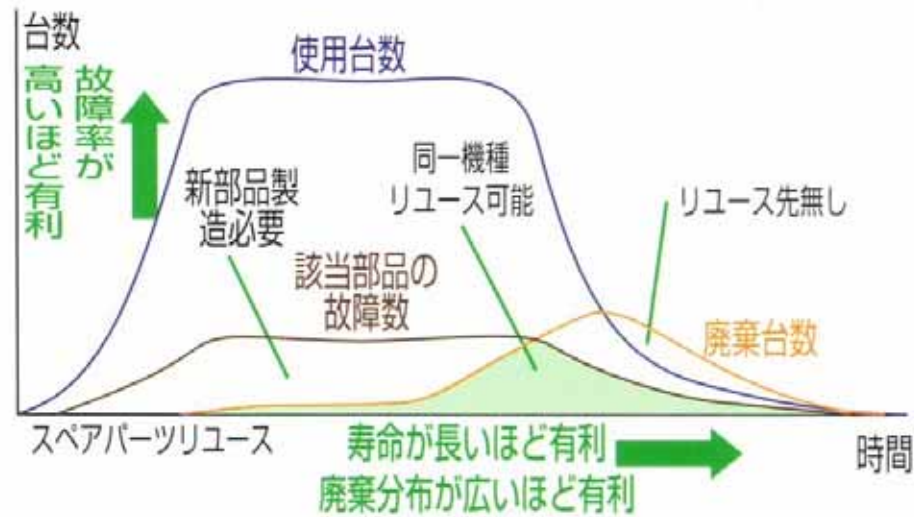 台数
故障率が
高いほど有利
使用台数
新部品製
造必要
同一機種
リユース可能
リユース先無し
該当部品の
故障数
廃棄台数
スペアパーツリユース
寿命が長いほど有利
廃棄分布が広いほど有利
時間